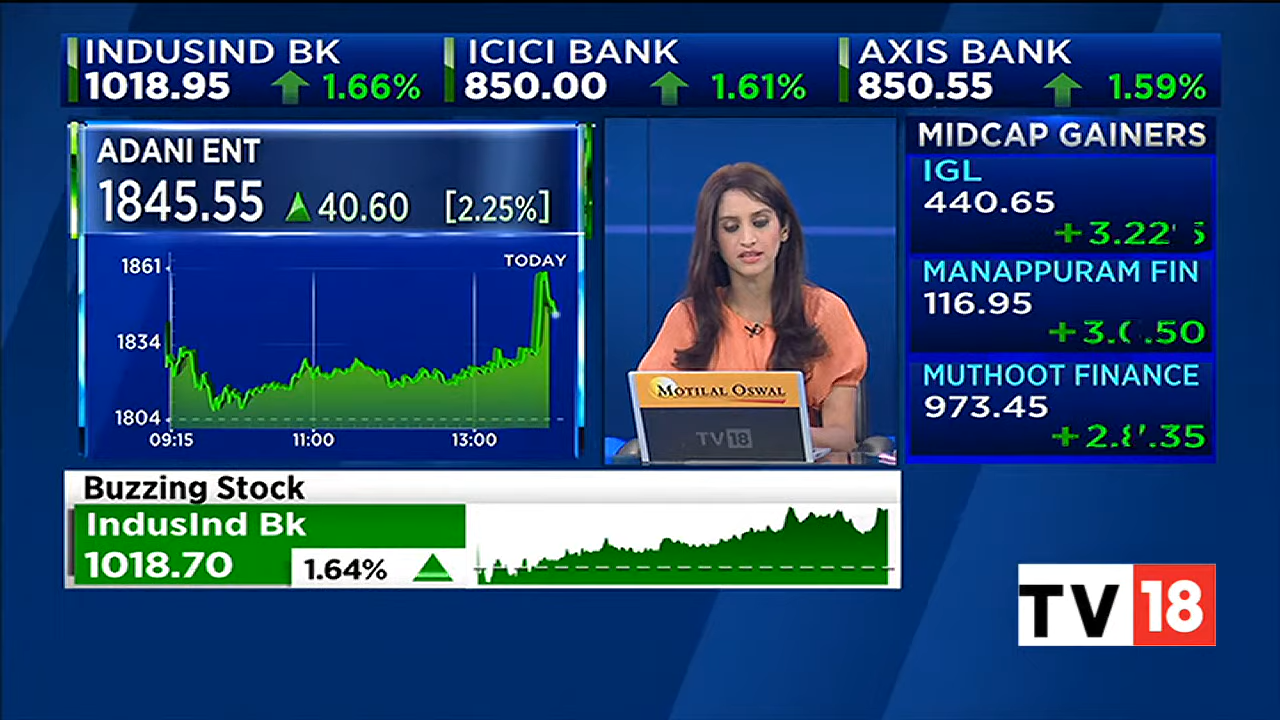 INDUSIND BK
1018.95 1.66%
ICICI BANK
850.00 1.61%
AXIS BANK
850.55 1.59%
ADANI ENT
1845.55 40.60 [2.25%]
TODAY
1861
1834
1804
09:15 11:00 13:00
MOTILAL OSWAL
TV18
MIDCAP GAINERS
IGL
440.65
MANAPPURAM FIN
116.95
MUTHOOT FINANCE
973.45
Buzzing Stock
IndusInd Bk
1018.70 1.64%
TV18